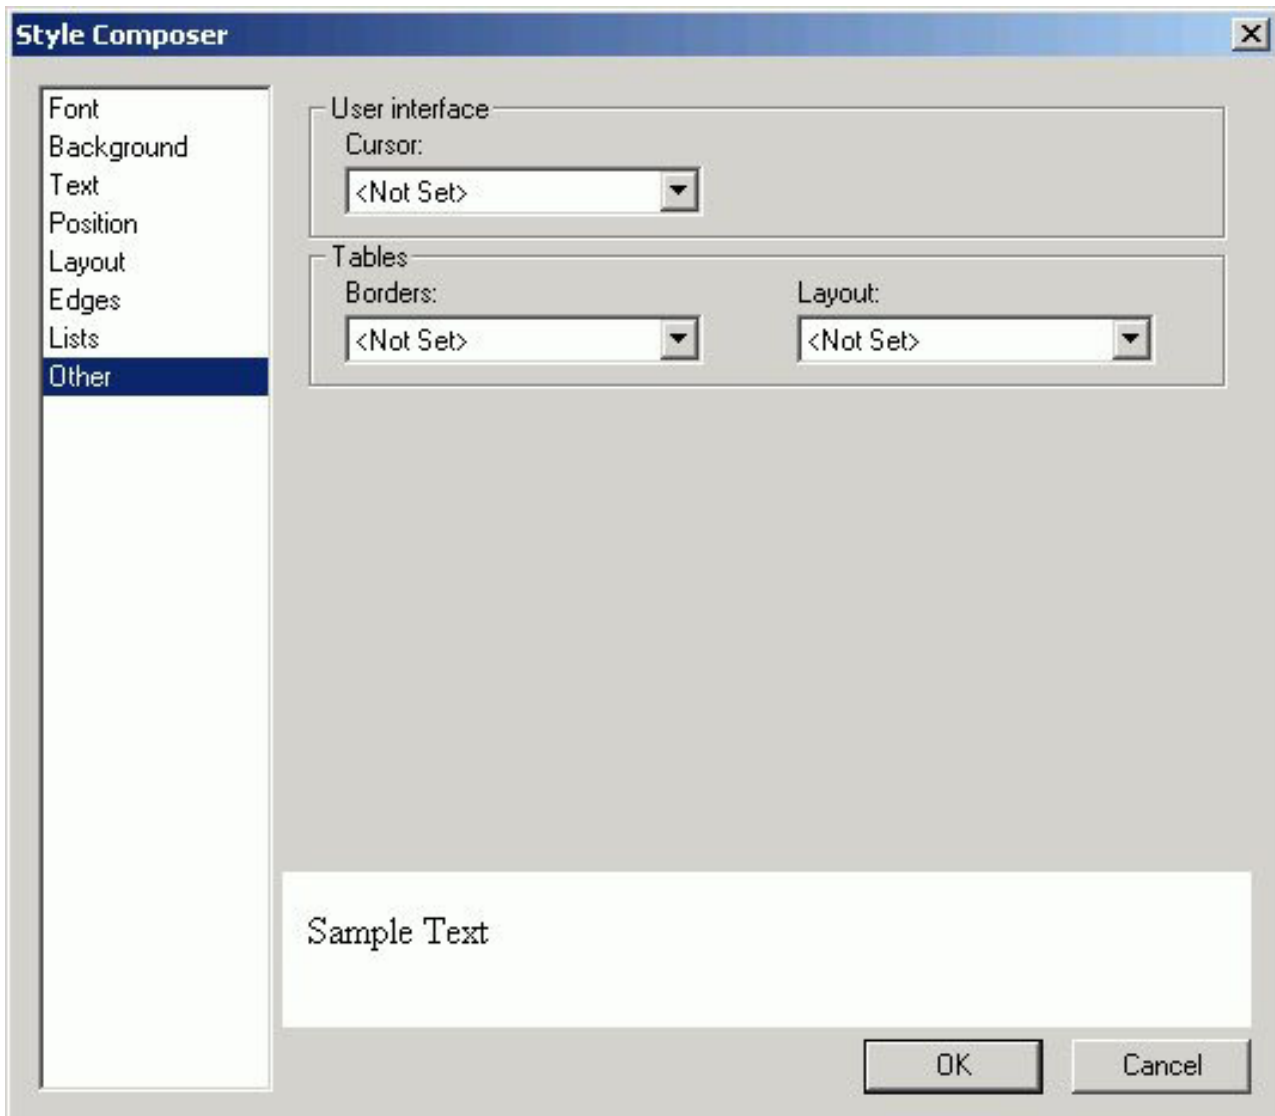 Style Composer
Font
Background
Text
Position
Layout
Edges
Lists
Other
User interface
Cursor:
<Not Set>
Tables
Borders: Layout:
<Not Set> <Not Set>
Sample Text
OK Cancel